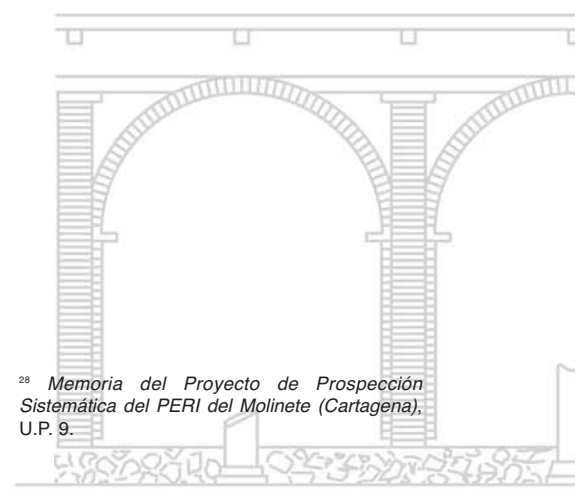 28 Memoria del Proyecto de Prospección
Sistemática del PERI del Molinete (Cartagena),
U.P. 9.